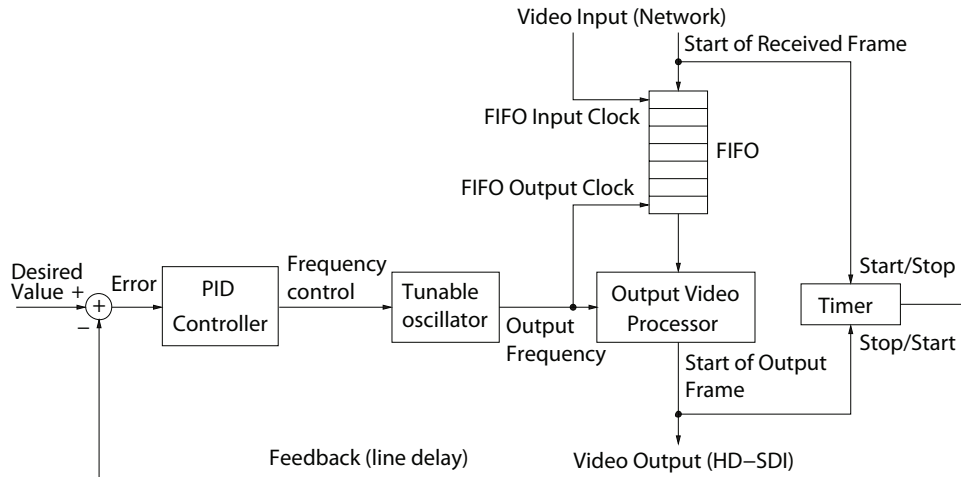 Video Input (Network)
Start of Received Frame
FIFO Input Clock
FIFO
FIFO Output Clock
Desired
Value +
+
−
Error
PID
Controller
Frequency
control
Tunable
oscillator
Output
Frequency
Output Video
Processor
Start/Stop
Timer
Stop/Start
Start of Output
Frame
Feedback (line delay)
Video Output (HD−SDI)